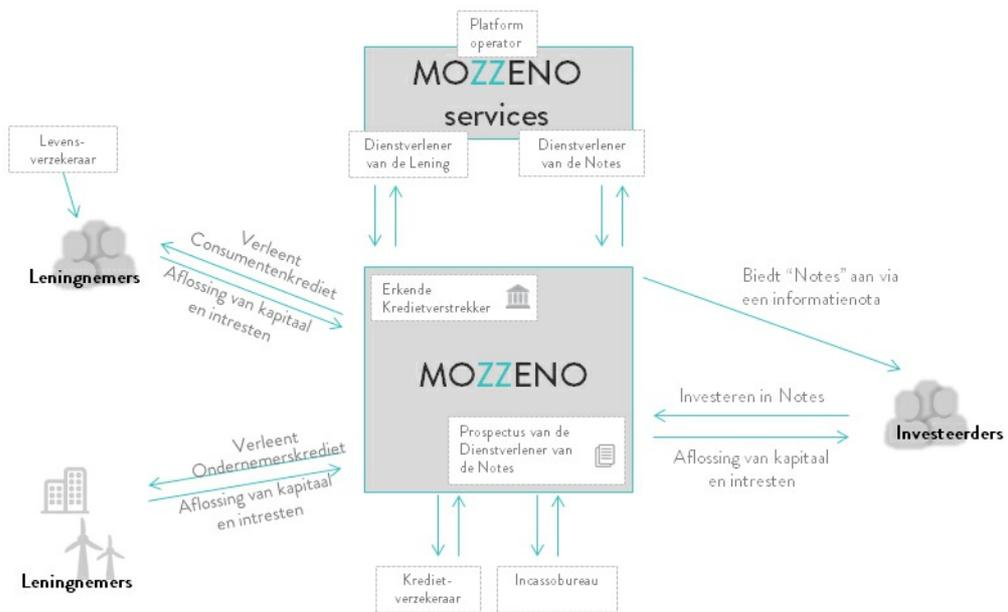 Platform
operator
MOZZENO
services
Dienstverlener
van de Lening
Dienstverlener
van de Notes
Levens-
verzekeraar
Leningnemers
Verleent
Consumentenkrediet
Aflossing van kapitaal
en intresten
Erkende
Kredietverstrekker
MOZZENO
Prospectus van de
Dienstverlener van
de Notes
Biedt “Notes” aan via
een informatienota
Investeren in Notes
Investeerders
Aflossing van kapitaal
en intresten
Verleent
Ondernemerskrediet
Aflossing van kapitaal
en intresten
Leningnemers
Krediet-
verzekeraar
Incassobureau